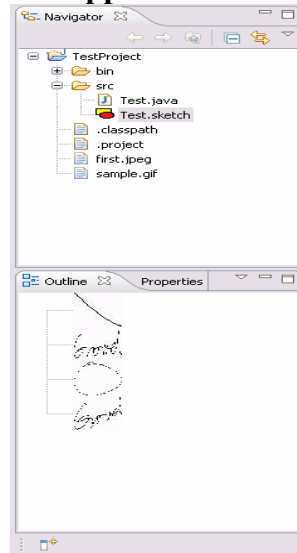 Navigator
TestProject
bin
src
Test.java
Test.sketch
.classpath
.project
first.jpeg
sample.gif
Outline
Properties